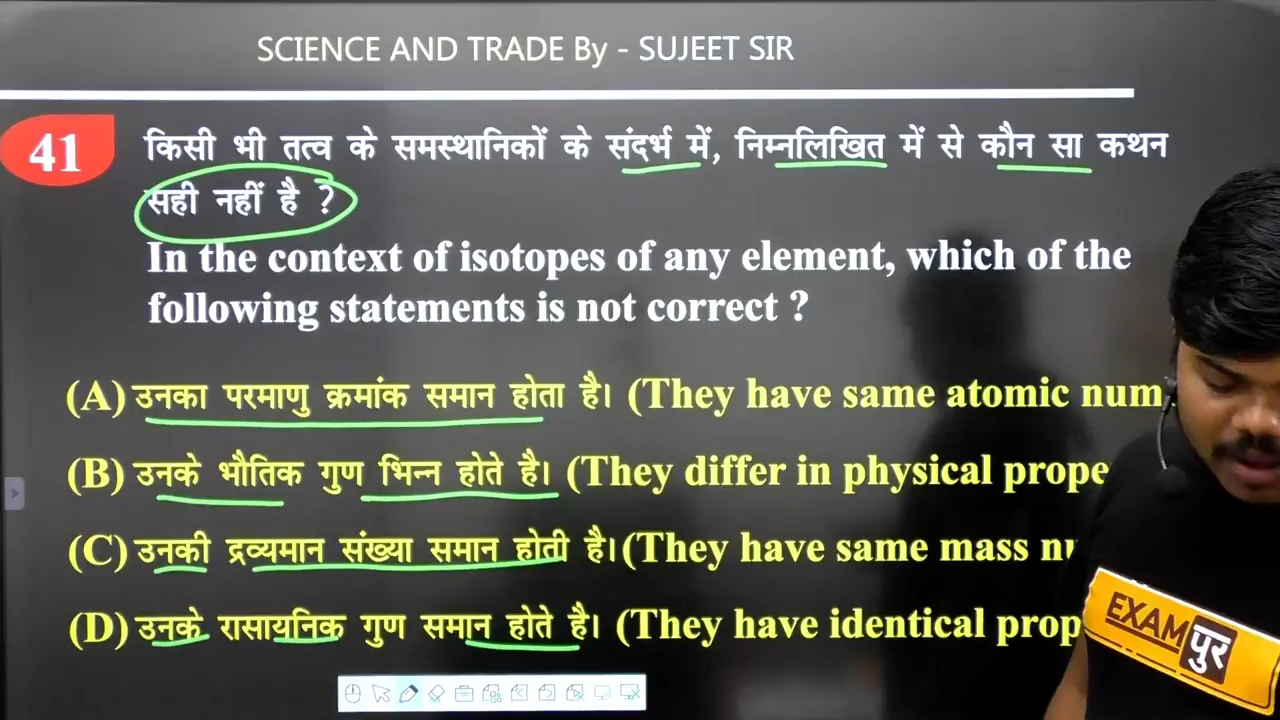 SCIENCE AND TRADE By - SUJEET SIR
41
किसी भी तत्व के समस्थानिकों के संदर्भ में, निम्नलिखित में से कौन सा कथन
सही नहीं है ?
In the context of isotopes of any element, which of the
following statements is not correct ?
(A) उनका परमाणु क्रमांक समान होता है। (They have same atomic num
(B) उनके भौतिक गुण भिन्न होते है। (They differ in physical prope
(C) उनकी द्रव्यमान संख्या समान होती है। (They have same mass nu
(D) उनके रासायनिक गुण समान होते है। (They have identical prop
EXAM पुर